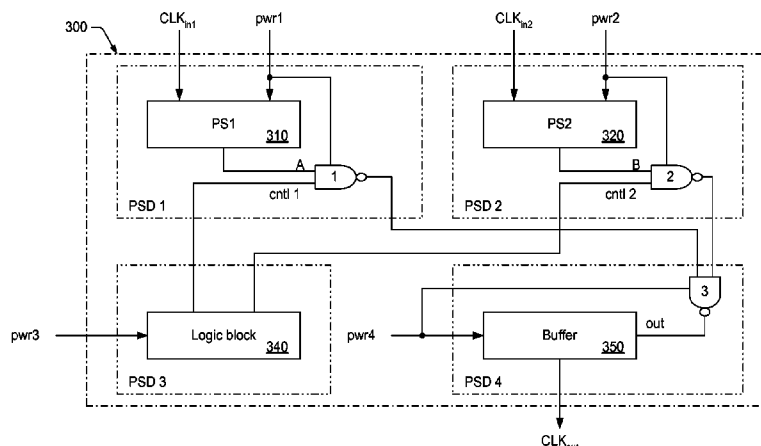 CLKin1
pwr1
CLKin2
pwr2
300
PS1
310
PS2
320
A
1
B
2
cntl 1
cntl 2
PSD 1
PSD 2
3
pwr3
Logic block
340
pwr4
Buffer
350
out
PSD 3
PSD 4